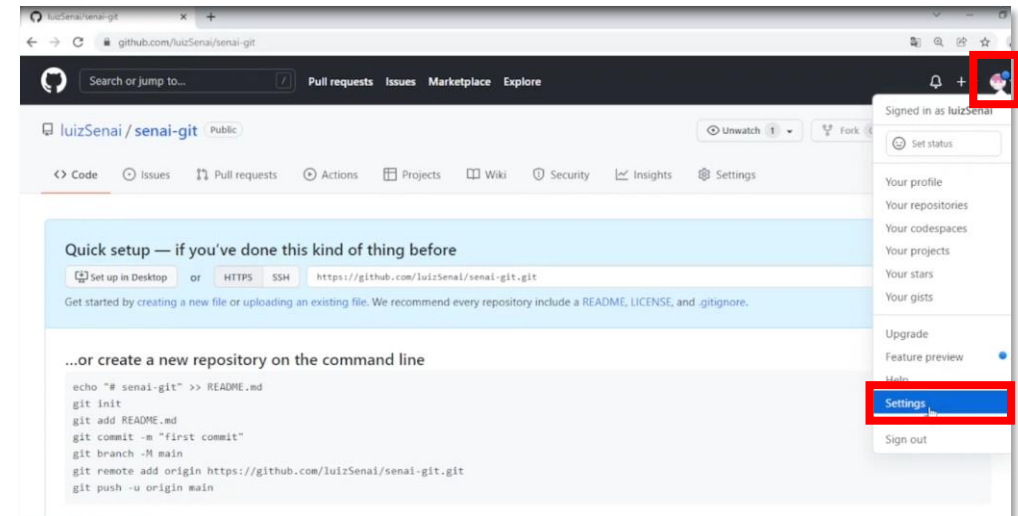 luizSenai/senai-git
github.com/luizSenai/senai-git
Search or jump to... / Pull requests Issues Marketplace Explore
Signed in as luizSenai
luizSenai / senai-git Public Unwatch 1 Fork
Set status
<> Code Issues Pull requests Actions Projects Wiki Security Insights Settings
Your profile
Your repositories
Your codespaces
Your projects
Your stars
Your gists
Quick setup — if you've done this kind of thing before
Set up in Desktop or HTTPS SSH https://github.com/luizSenai/senai-git.git
Get started by creating a new file or uploading an existing file. We recommend every repository include a README, LICENSE, and .gitignore.
Upgrade
Feature preview
Help
Settings
Sign out
...or create a new repository on the command line
echo "# senai-git" >> README.md
git init
git add README.md
git commit -m "first commit"
git branch -M main
git remote add origin https://github.com/luizSenai/senai-git.git
git push -u origin main